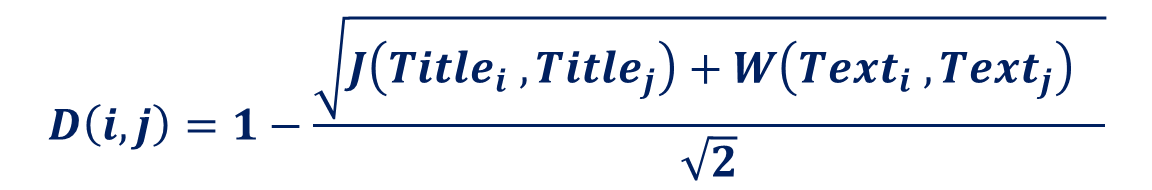 D(i,j) = 1 − √(J(Title_i , Title_j) + W(Text_i , Text_j)) / √2